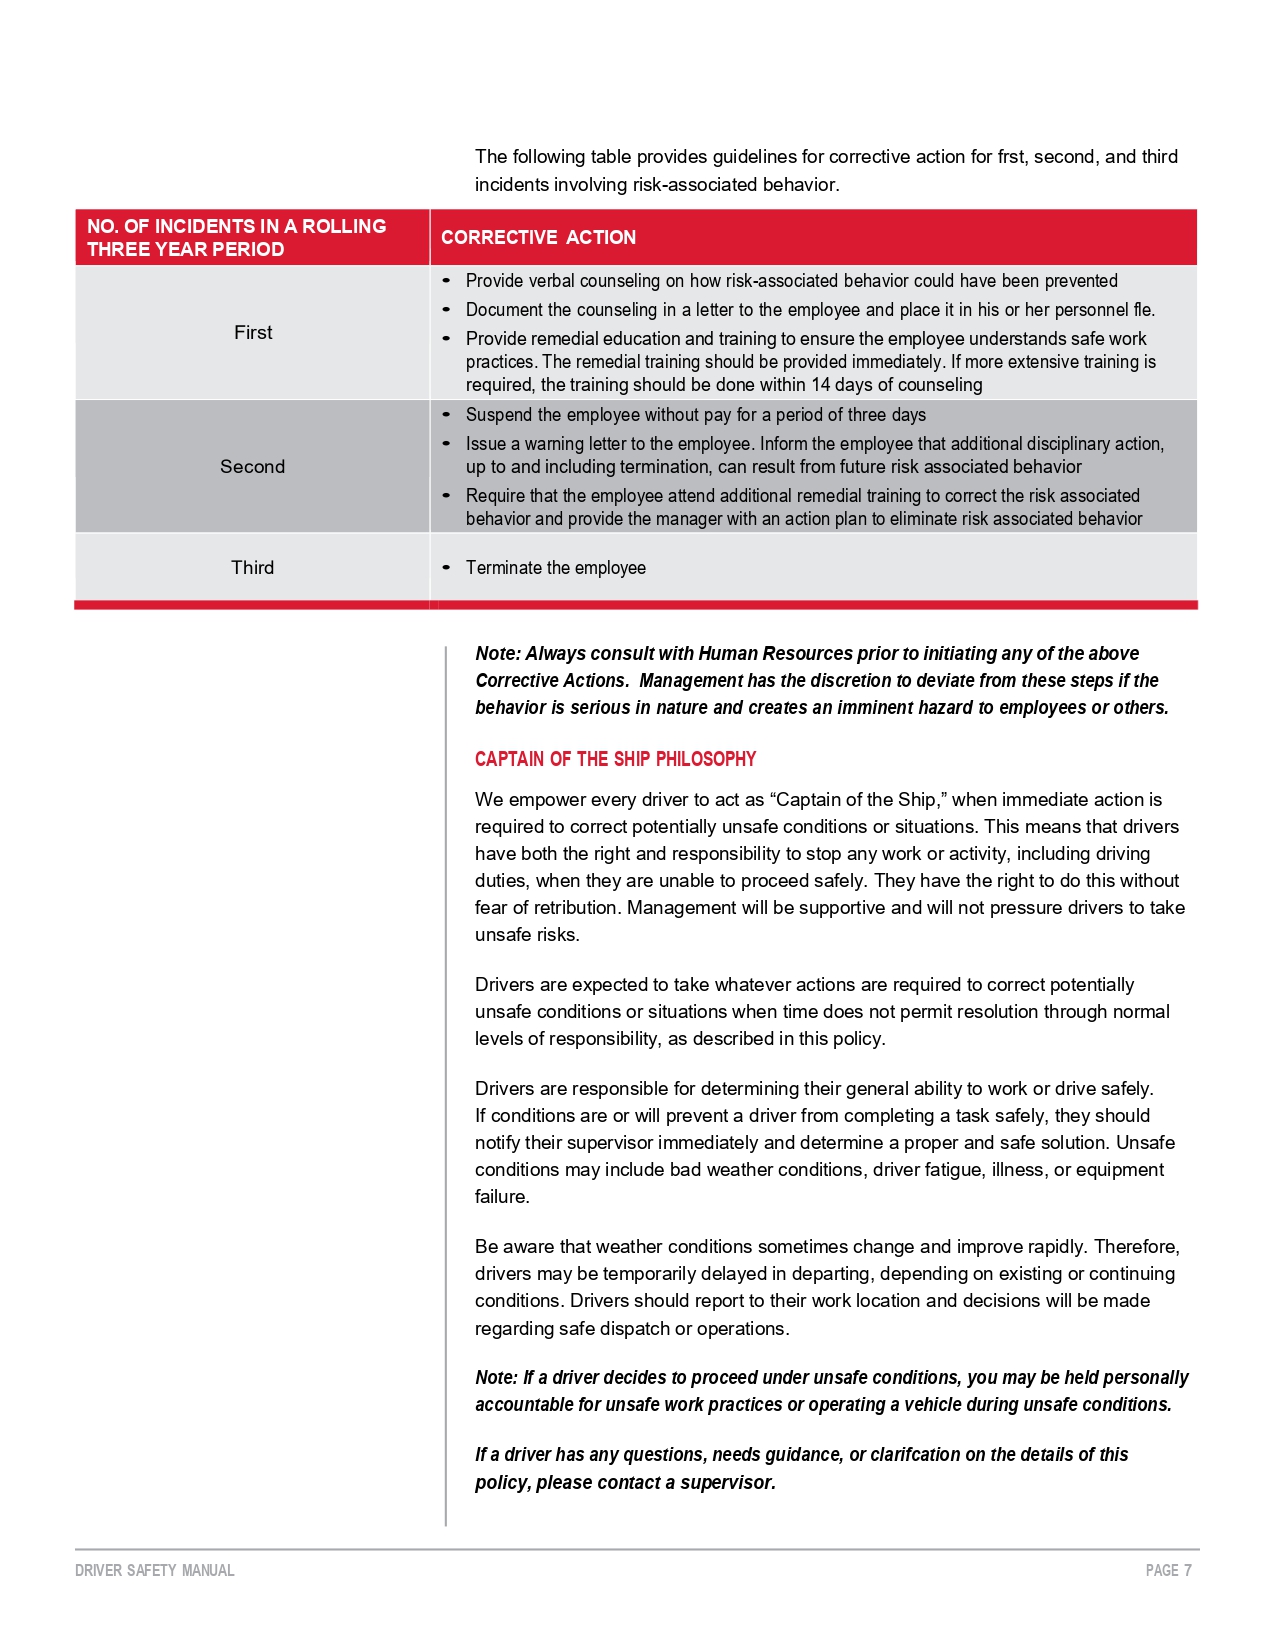 The following table provides guidelines for corrective action for frst, second, and third
incidents involving risk-associated behavior.
NO. OF INCIDENTS IN A ROLLING
THREE YEAR PERIOD
CORRECTIVE ACTION
First
• Provide verbal counseling on how risk-associated behavior could have been prevented
• Document the counseling in a letter to the employee and place it in his or her personnel fle.
• Provide remedial education and training to ensure the employee understands safe work
practices. The remedial training should be provided immediately. If more extensive training is
required, the training should be done within 14 days of counseling
Second
• Suspend the employee without pay for a period of three days
• Issue a warning letter to the employee. Inform the employee that additional disciplinary action,
up to and including termination, can result from future risk associated behavior
• Require that the employee attend additional remedial training to correct the risk associated
behavior and provide the manager with an action plan to eliminate risk associated behavior
Third
• Terminate the employee
Note: Always consult with Human Resources prior to initiating any of the above
Corrective Actions. Management has the discretion to deviate from these steps if the
behavior is serious in nature and creates an imminent hazard to employees or others.
CAPTAIN OF THE SHIP PHILOSOPHY
We empower every driver to act as “Captain of the Ship,” when immediate action is
required to correct potentially unsafe conditions or situations. This means that drivers
have both the right and responsibility to stop any work or activity, including driving
duties, when they are unable to proceed safely. They have the right to do this without
fear of retribution. Management will be supportive and will not pressure drivers to take
unsafe risks.
Drivers are expected to take whatever actions are required to correct potentially
unsafe conditions or situations when time does not permit resolution through normal
levels of responsibility, as described in this policy.
Drivers are responsible for determining their general ability to work or drive safely.
If conditions are or will prevent a driver from completing a task safely, they should
notify their supervisor immediately and determine a proper and safe solution. Unsafe
conditions may include bad weather conditions, driver fatigue, illness, or equipment
failure.
Be aware that weather conditions sometimes change and improve rapidly. Therefore,
drivers may be temporarily delayed in departing, depending on existing or continuing
conditions. Drivers should report to their work location and decisions will be made
regarding safe dispatch or operations.
Note: If a driver decides to proceed under unsafe conditions, you may be held personally
accountable for unsafe work practices or operating a vehicle during unsafe conditions.
If a driver has any questions, needs guidance, or clarifcation on the details of this
policy, please contact a supervisor.
DRIVER SAFETY MANUAL
PAGE 7